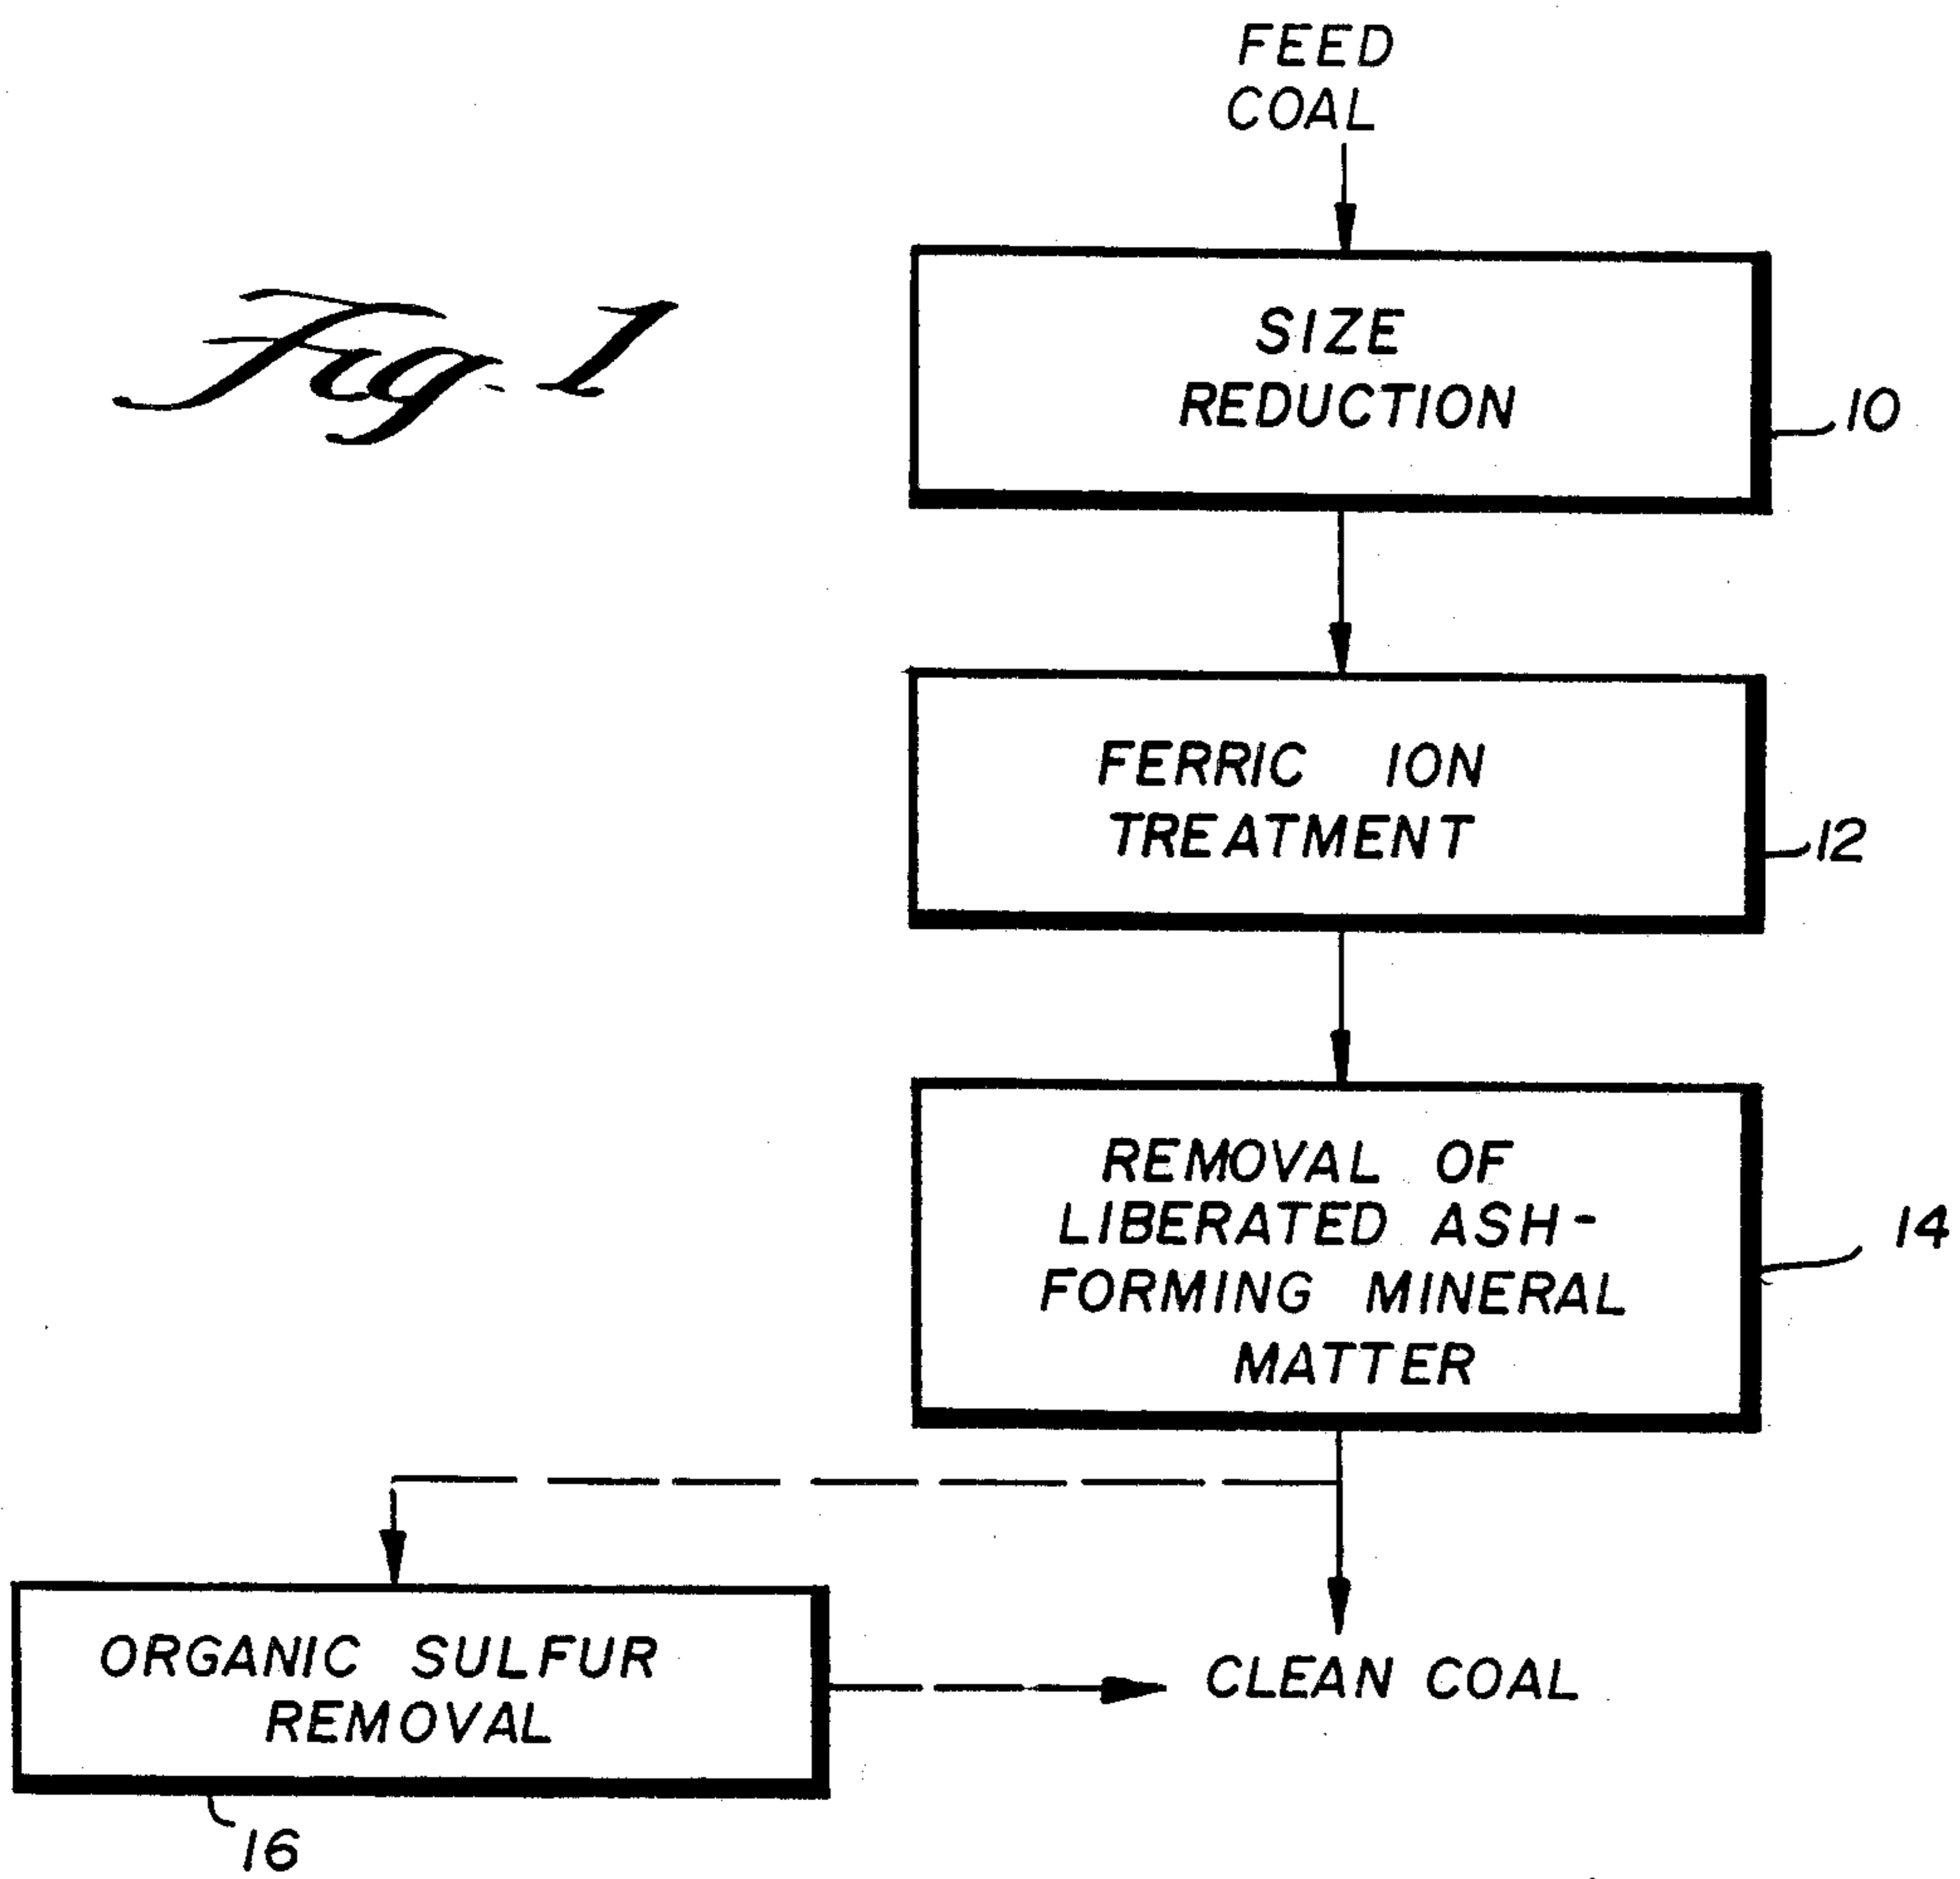 FEED
COAL
Fig. 1
SIZE
REDUCTION
10
FERRIC ION
TREATMENT
12
REMOVAL OF
LIBERATED ASH-
FORMING MINERAL
MATTER
14
ORGANIC SULFUR
REMOVAL
CLEAN COAL
16